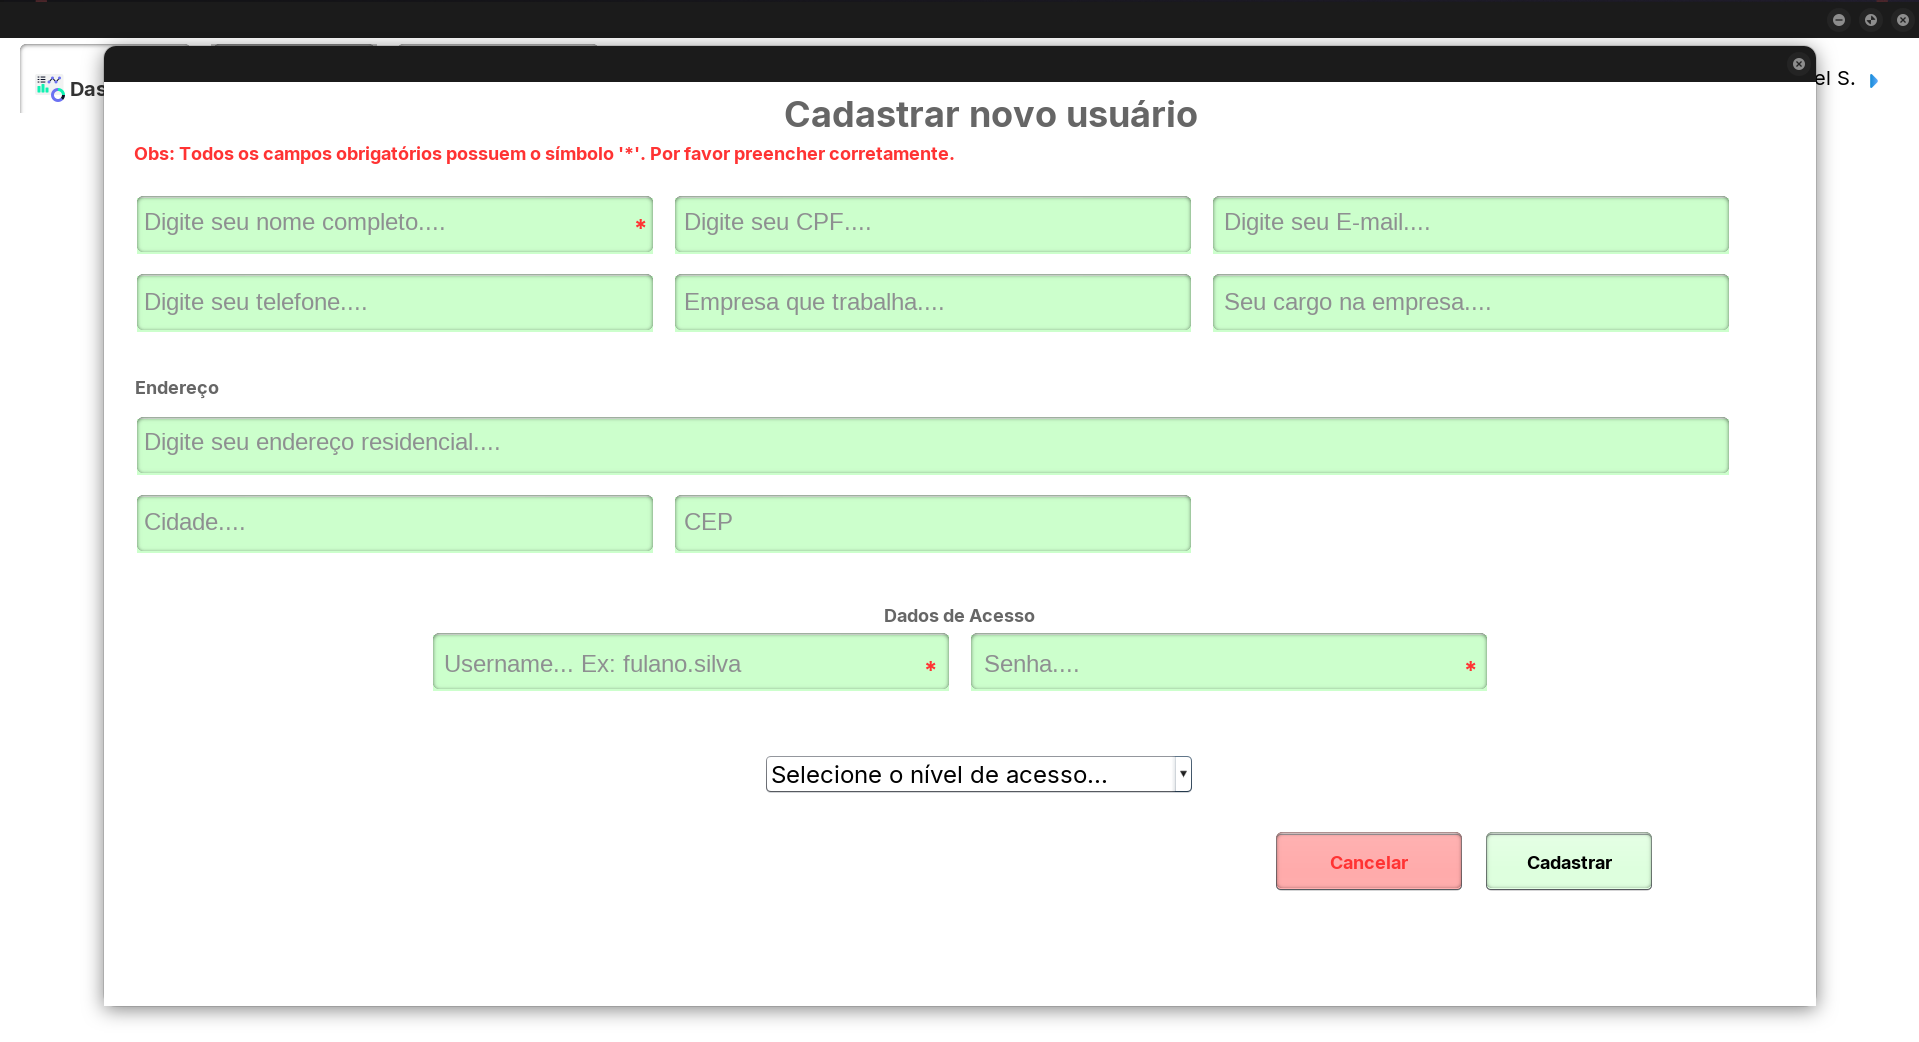 Das
el S.
Cadastrar novo usuário
Obs: Todos os campos obrigatórios possuem o símbolo '*'. Por favor preencher corretamente.
Digite seu nome completo.... * Digite seu CPF.... Digite seu E-mail....
Digite seu telefone.... Empresa que trabalha.... Seu cargo na empresa....
Endereço
Digite seu endereço residencial....
Cidade.... CEP
Dados de Acesso
Username... Ex: fulano.silva * Senha.... *
Selecione o nível de acesso...
Cancelar Cadastrar